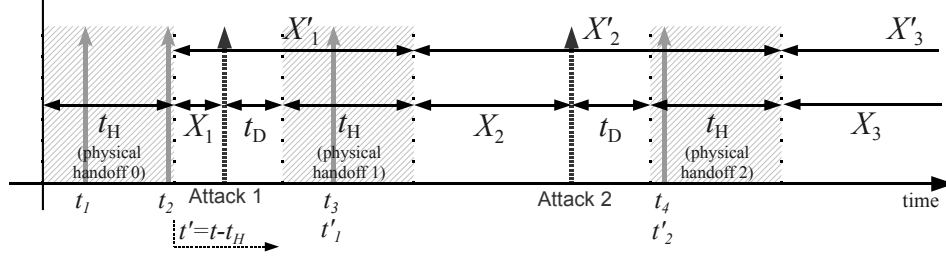 X'1 X'2 X'3
tH X1 tD tH X2 tD tH X3
(physical handoff 0) (physical handoff 1) (physical handoff 2)
t1 t2 Attack 1 t3 Attack 2 t4 time
t'1 t'2
t'=t-tH